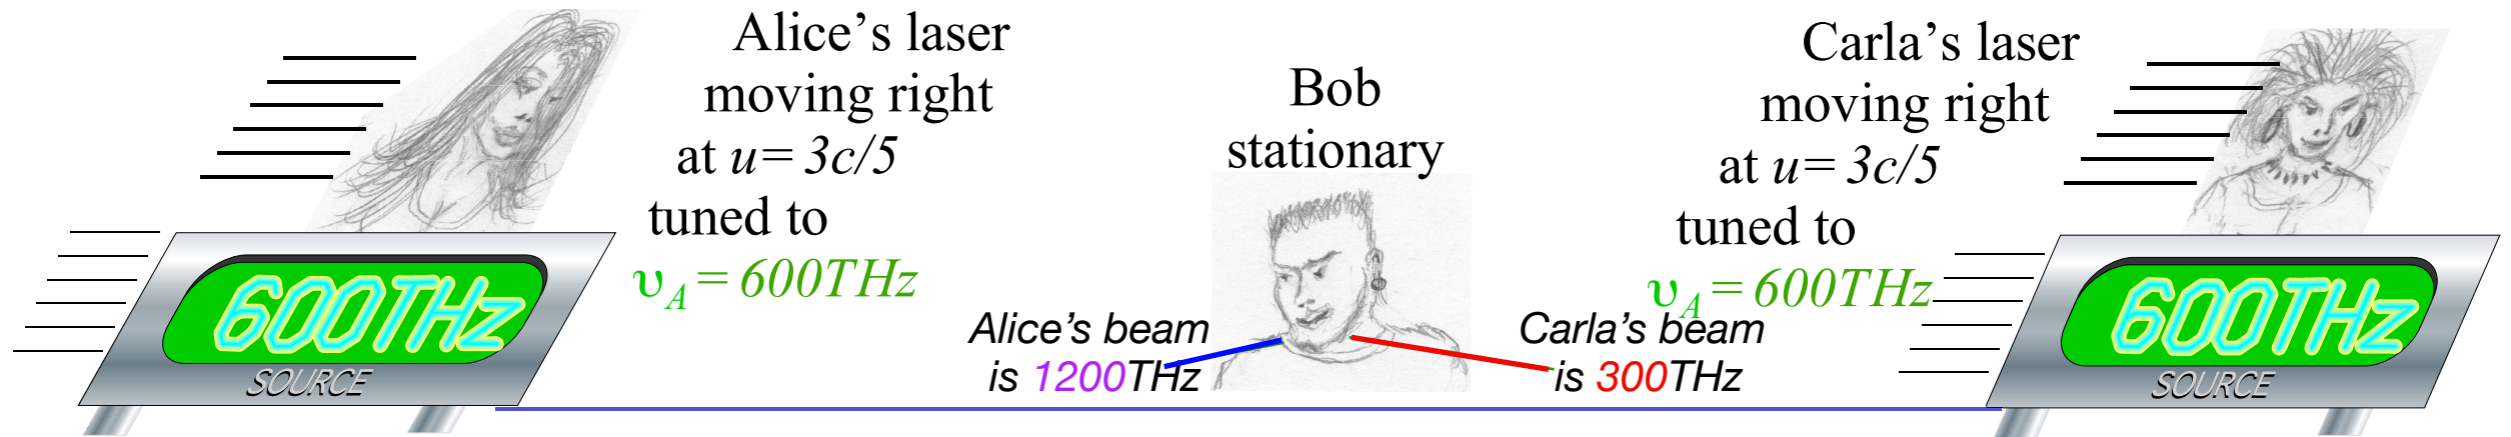 Alice’s laser
moving right
at u= 3c/5
tuned to
υA = 600THz
600THz
SOURCE
Bob
stationary
Alice’s beam
is 1200THz
Carla’s beam
is 300THz
Carla’s laser
moving right
at u= 3c/5
tuned to
υA = 600THz
600THz
SOURCE